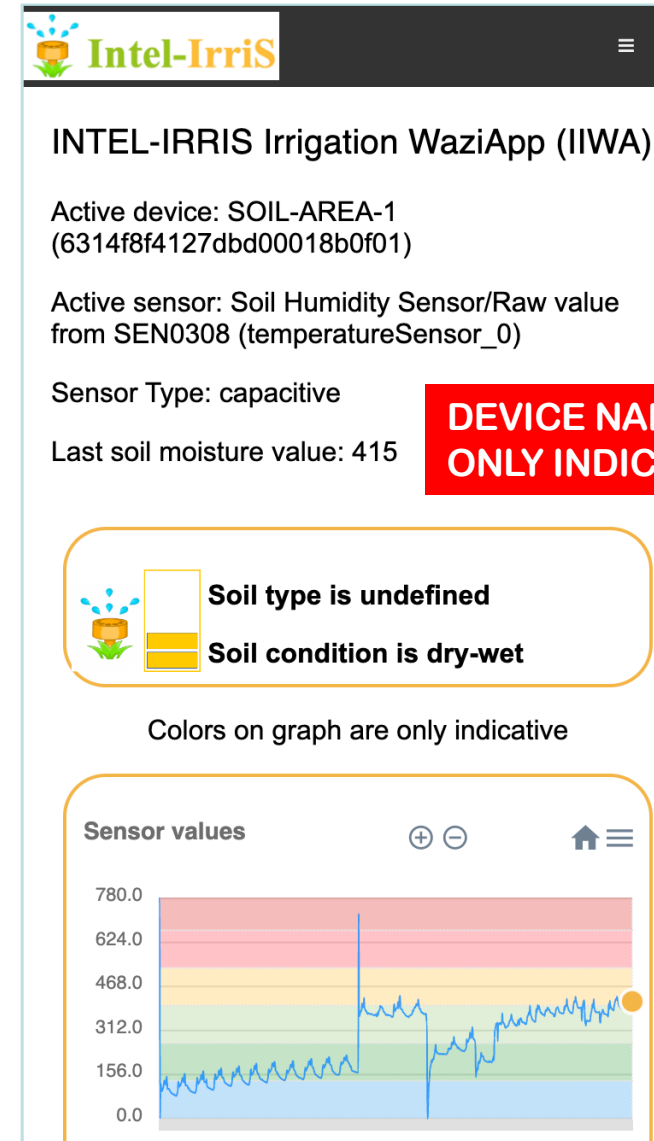 Intel-IrriS
INTEL-IRRIS Irrigation WaziApp (IIWA)
Active device: SOIL-AREA-1
(6314f8f4127dbd00018b0f01)
Active sensor: Soil Humidity Sensor/Raw value
from SEN0308 (temperatureSensor_0)
Sensor Type: capacitive
Last soil moisture value: 415
DEVICE
ONLY
Soil type is undefined
Soil condition is dry-wet
Colors on graph are only indicative
Sensor values
780.0
624.0
468.0
312.0
156.0
0.0